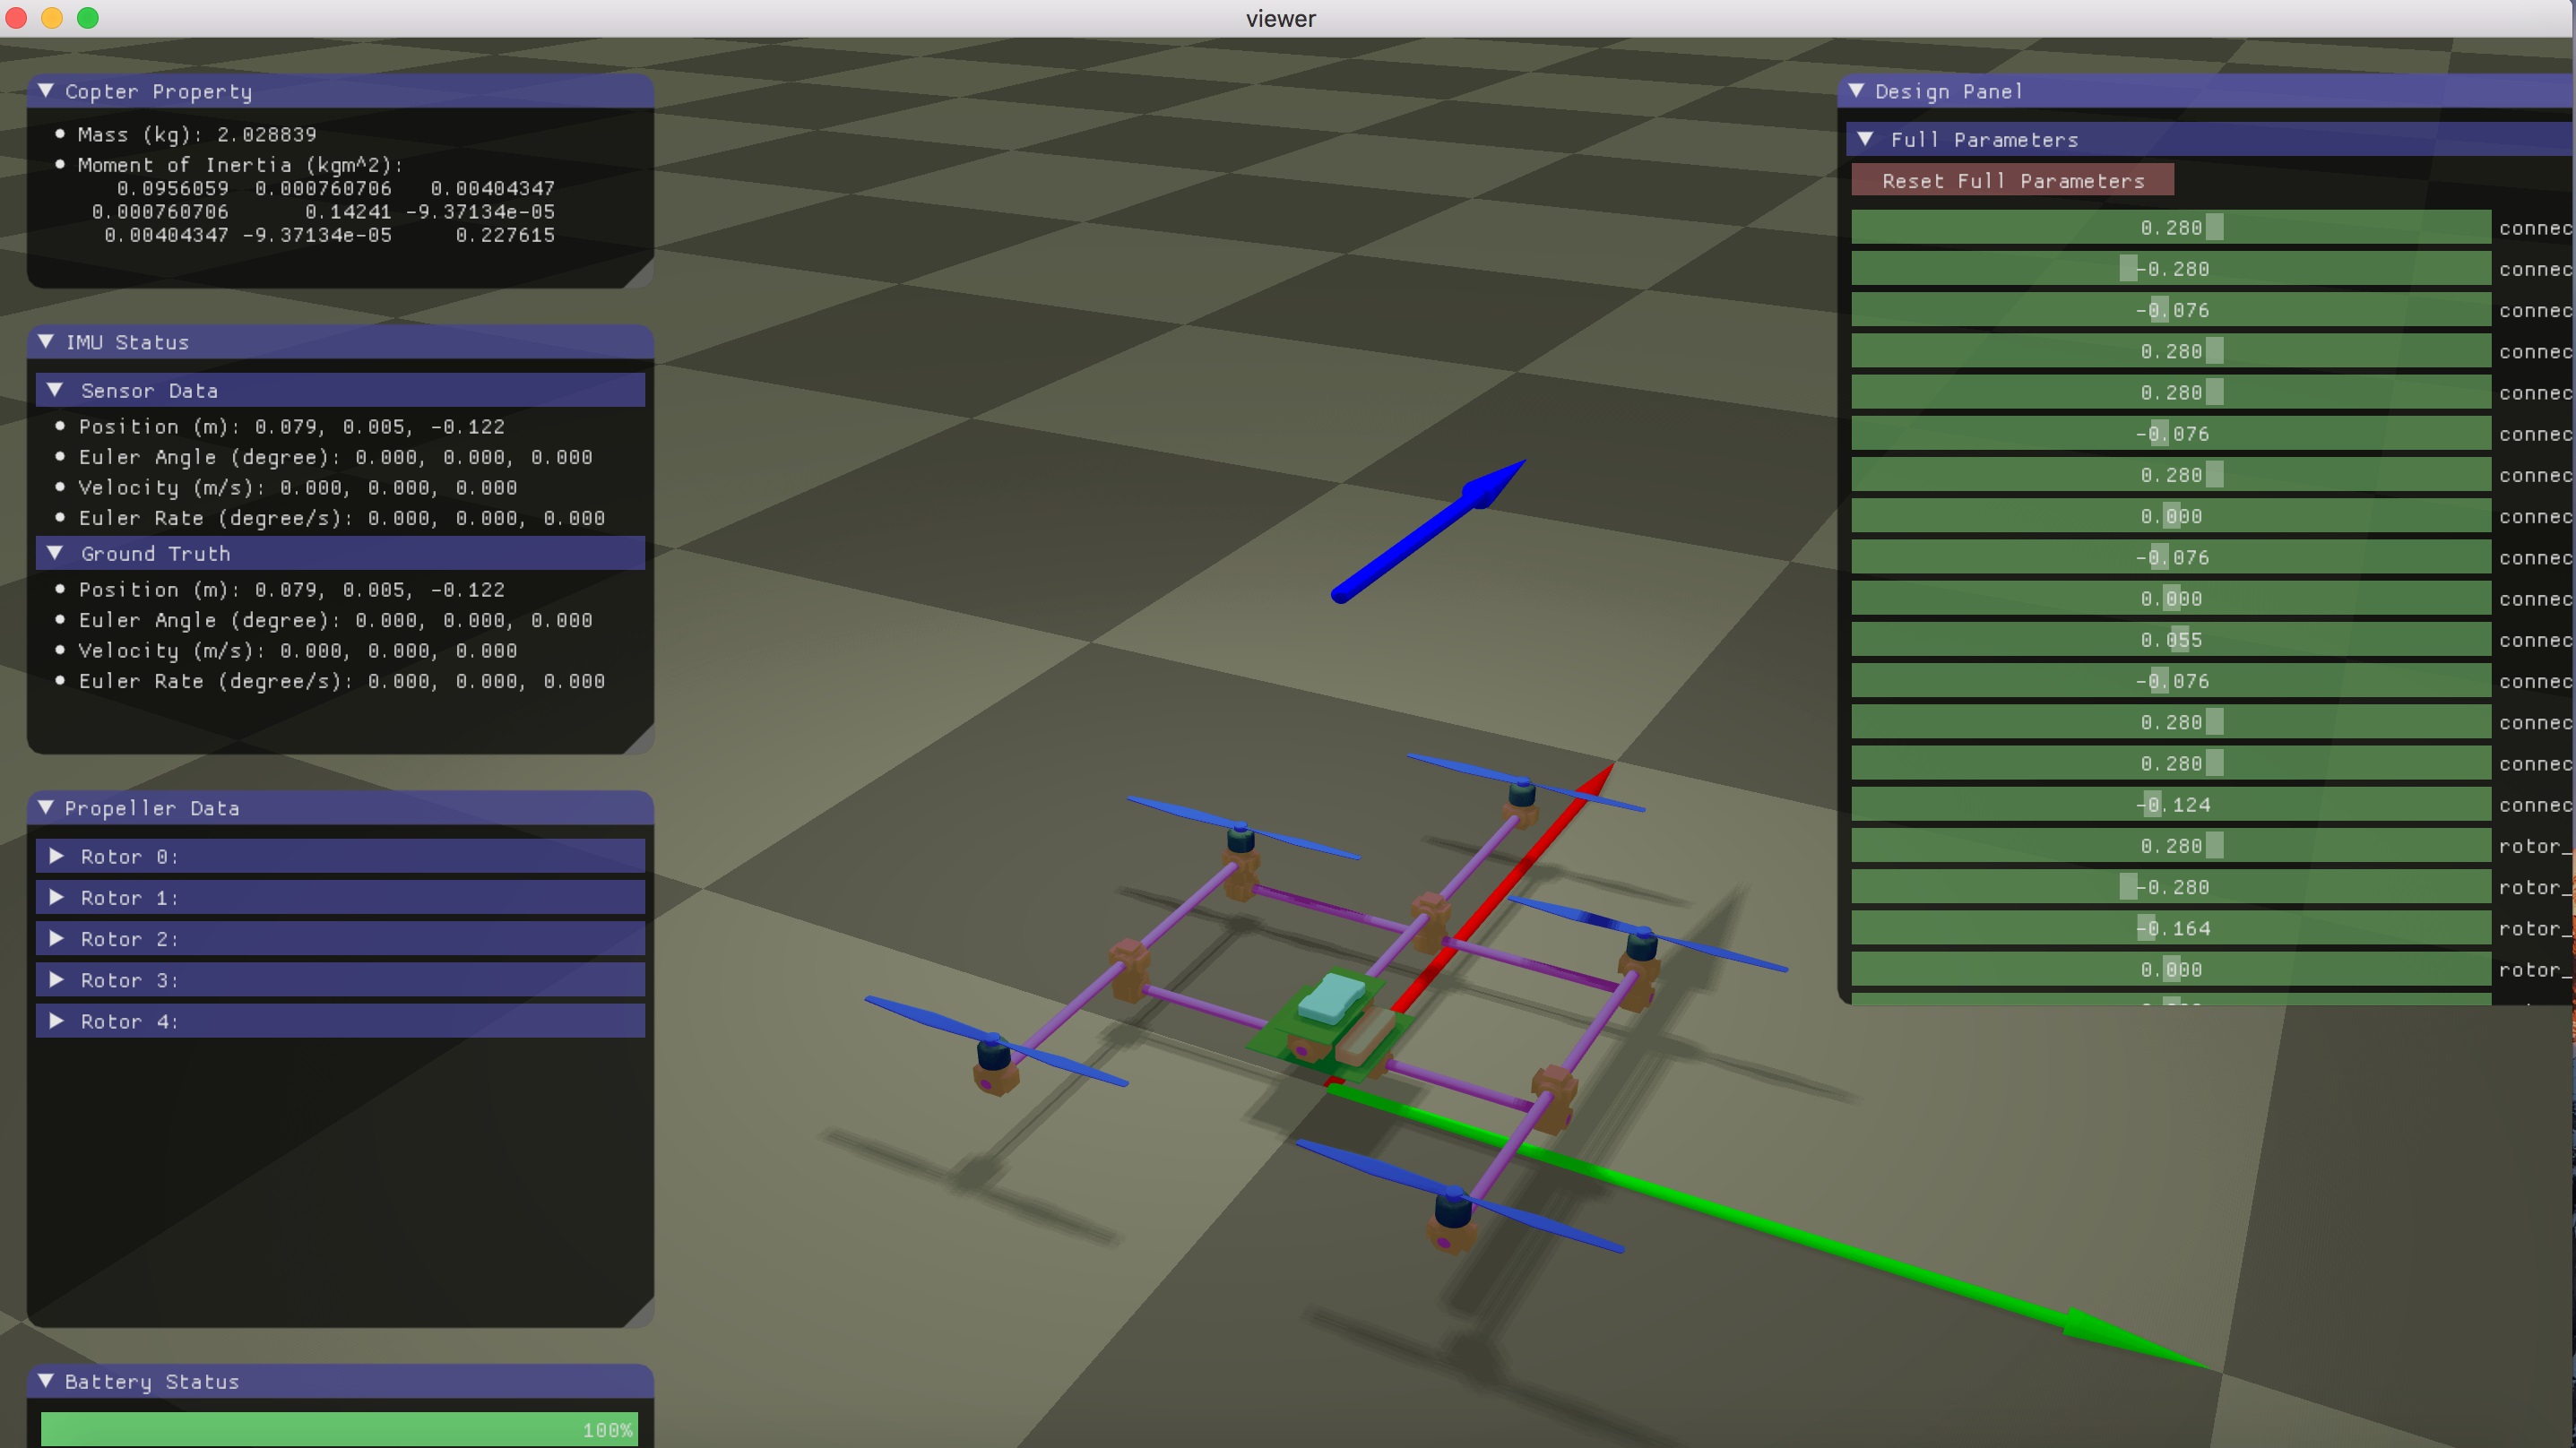 viewer
Copter Property
Mass (kg): 2.028839
Moment of Inertia (kgm^2):
0.0956059 0.000760706 0.00404347
0.000760706 0.14241 -9.37134e-05
0.00404347 -9.37134e-05 0.227615
IMU Status
Sensor Data
Position (m): 0.079, 0.005, -0.122
Euler Angle (degree): 0.000, 0.000, 0.000
Velocity (m/s): 0.000, 0.000, 0.000
Euler Rate (degree/s): 0.000, 0.000, 0.000
Ground Truth
Position (m): 0.079, 0.005, -0.122
Euler Angle (degree): 0.000, 0.000, 0.000
Velocity (m/s): 0.000, 0.000, 0.000
Euler Rate (degree/s): 0.000, 0.000, 0.000
Propeller Data
Rotor 0:
Rotor 1:
Rotor 2:
Rotor 3:
Rotor 4:
Battery Status
100%
Design Panel
Full Parameters
Reset Full Parameters
0.280 connec
-0.280 connec
-0.076 connec
0.280 connec
0.280 connec
-0.076 connec
0.280 connec
0.000 connec
-0.076 connec
0.000 connec
0.055 connec
-0.076 connec
0.280 connec
0.280 connec
-0.124 connec
0.280 rotor_
-0.280 rotor_
-0.164 rotor_
0.000 rotor_